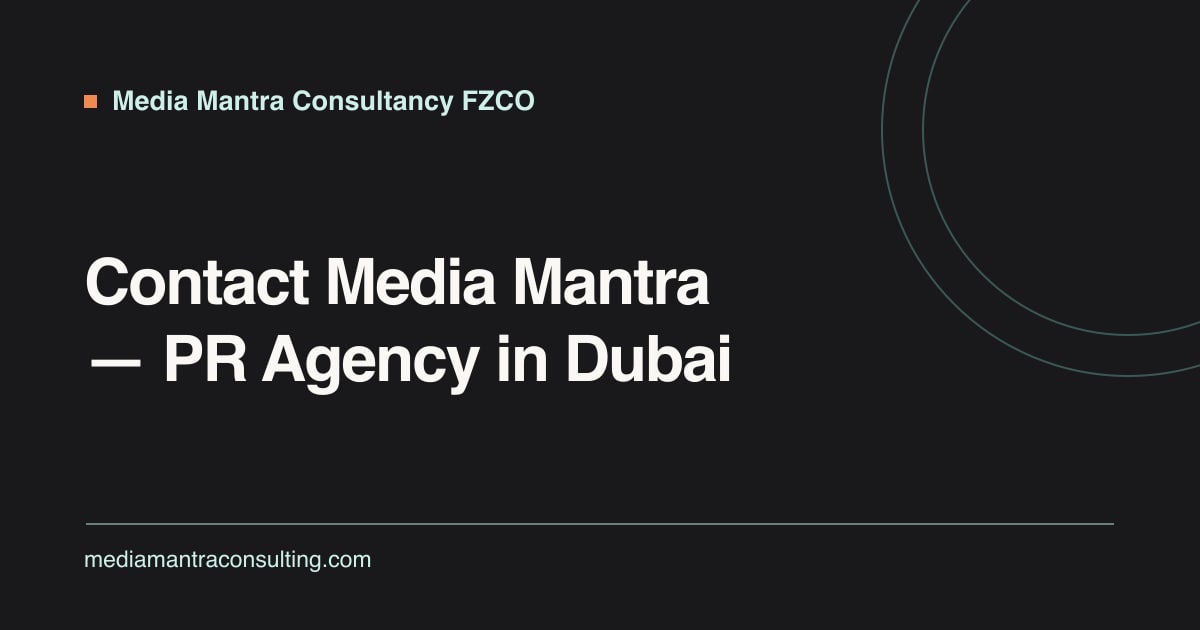 Media Mantra Consultancy FZCO
Contact Media Mantra
— PR Agency in Dubai
mediamantraconsulting.com